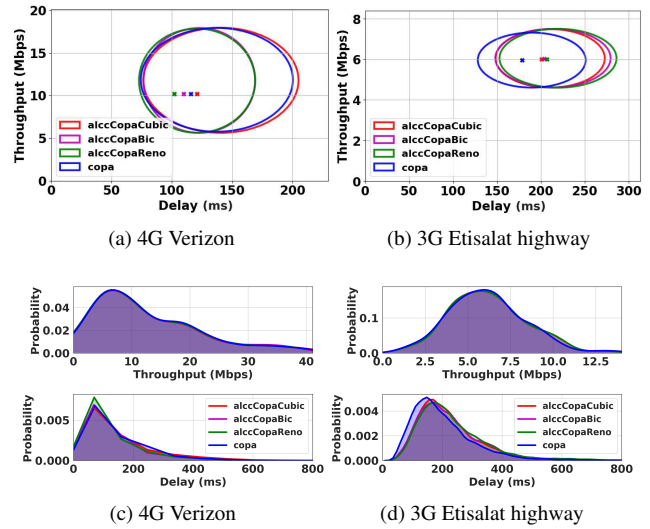 Throughput (Mbps)
20
15
10
5
0
0 50 100 150 200
Delay (ms)
alccCopaCubic
alccCopaBic
alccCopaReno
copa
(a) 4G Verizon
Throughput (Mbps)
8
6
4
2
0
0 50 100 150 200 250 300
Delay (ms)
alccCopaCubic
alccCopaBic
alccCopaReno
copa
(b) 3G Etisalat highway
Probability
0.04
0.02
0.00
0 10 20 30 40
Throughput (Mbps)
Probability
0.005
0.000
0 200 400 600 800
Delay (ms)
alccCopaCubic
alccCopaBic
alccCopaReno
copa
(c) 4G Verizon
Probability
0.1
0.0
0.0 2.5 5.0 7.5 10.0 12.5
Throughput (Mbps)
Probability
0.004
0.002
0.000
0 200 400 600 800
Delay (ms)
alccCopaCubic
alccCopaBic
alccCopaReno
copa
(d) 3G Etisalat highway